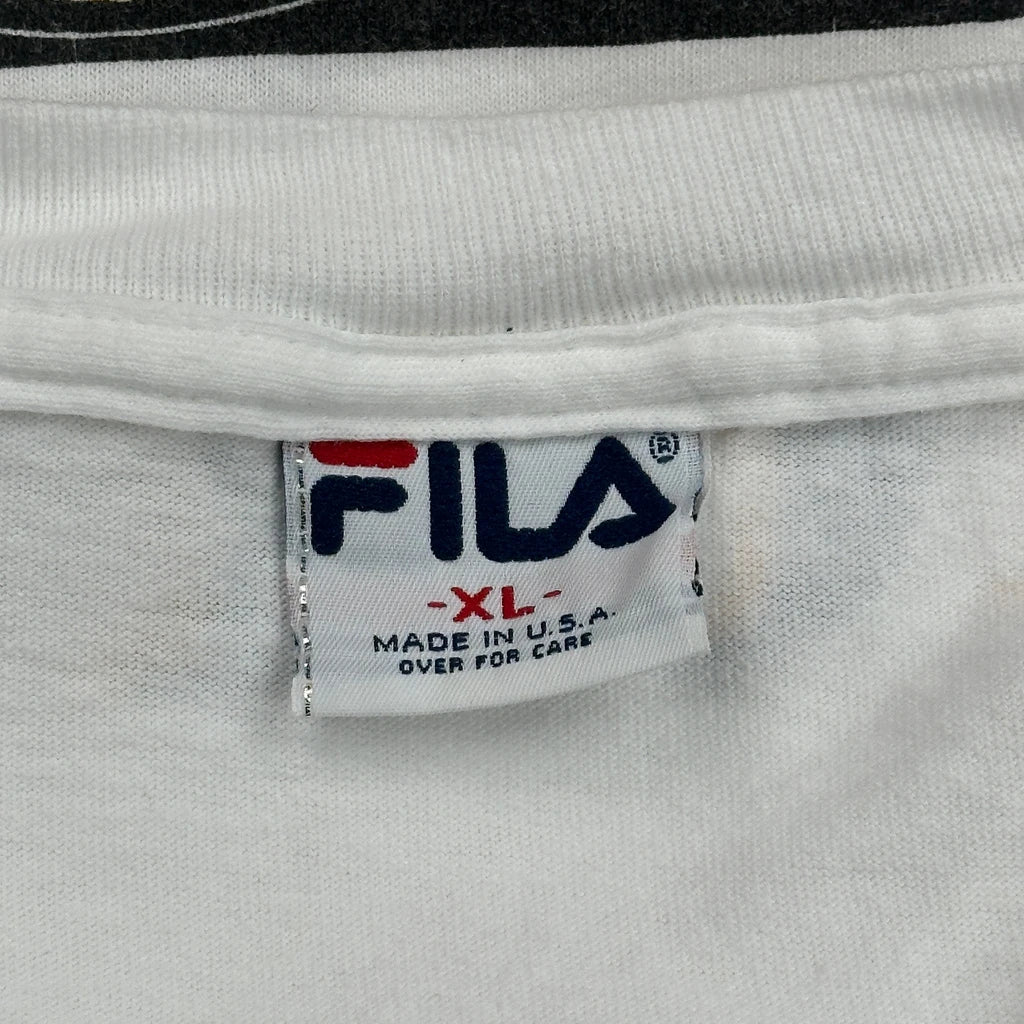 FILA®
-XL-
MADE IN U.S.A.
OVER FOR CARE